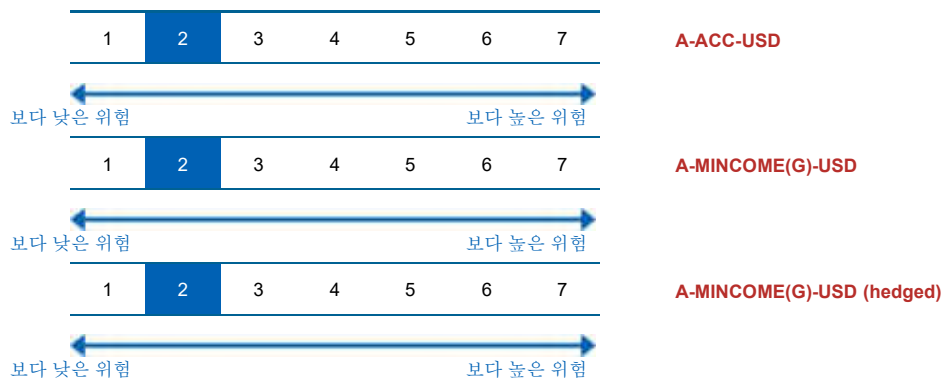 1 2 3 4 5 6 7 A-ACC-USD
보다 낮은 위험 보다 높은 위험
1 2 3 4 5 6 7 A-MINCOME(G)-USD
보다 낮은 위험 보다 높은 위험
1 2 3 4 5 6 7 A-MINCOME(G)-USD (hedged)
보다 낮은 위험 보다 높은 위험